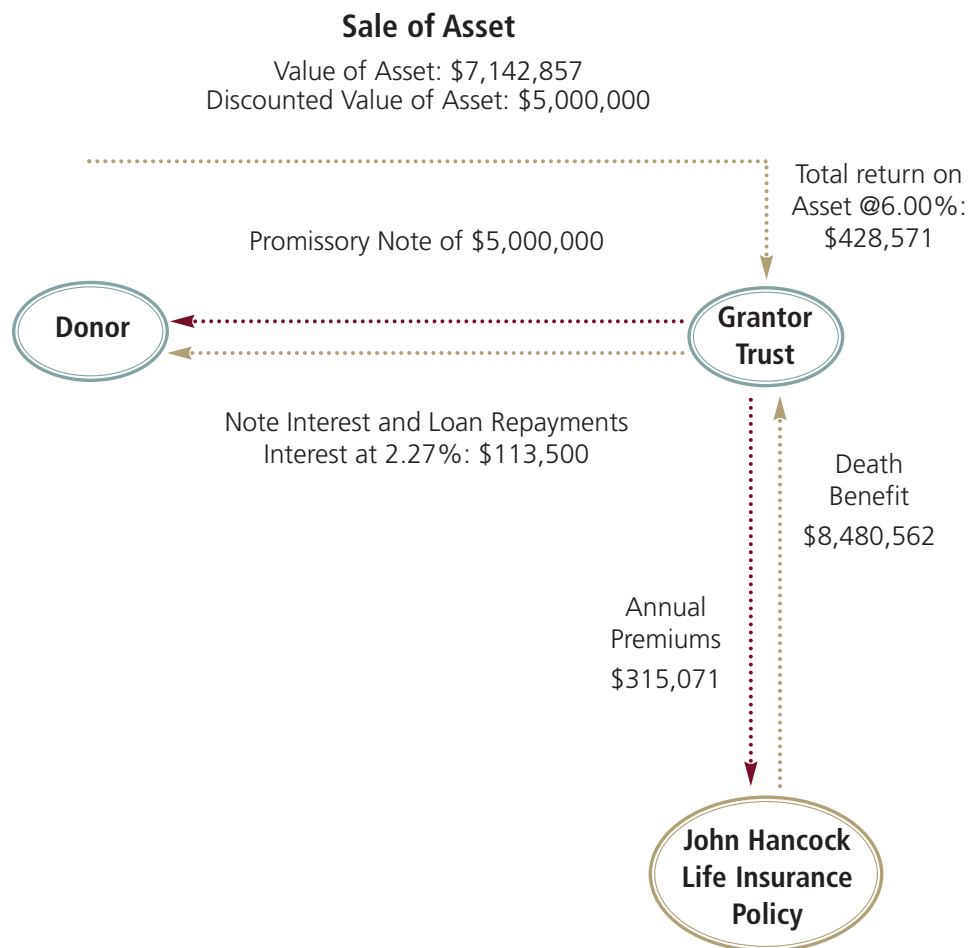 Sale of Asset
Value of Asset: $7,142,857
Discounted Value of Asset: $5,000,000
Total return on
Asset @6.00%:
$428,571
Promissory Note of $5,000,000
Donor
Grantor
Trust
Note Interest and Loan Repayments
Interest at 2.27%: $113,500
Death
Benefit
$8,480,562
Annual
Premiums
$315,071
John Hancock
Life Insurance
Policy